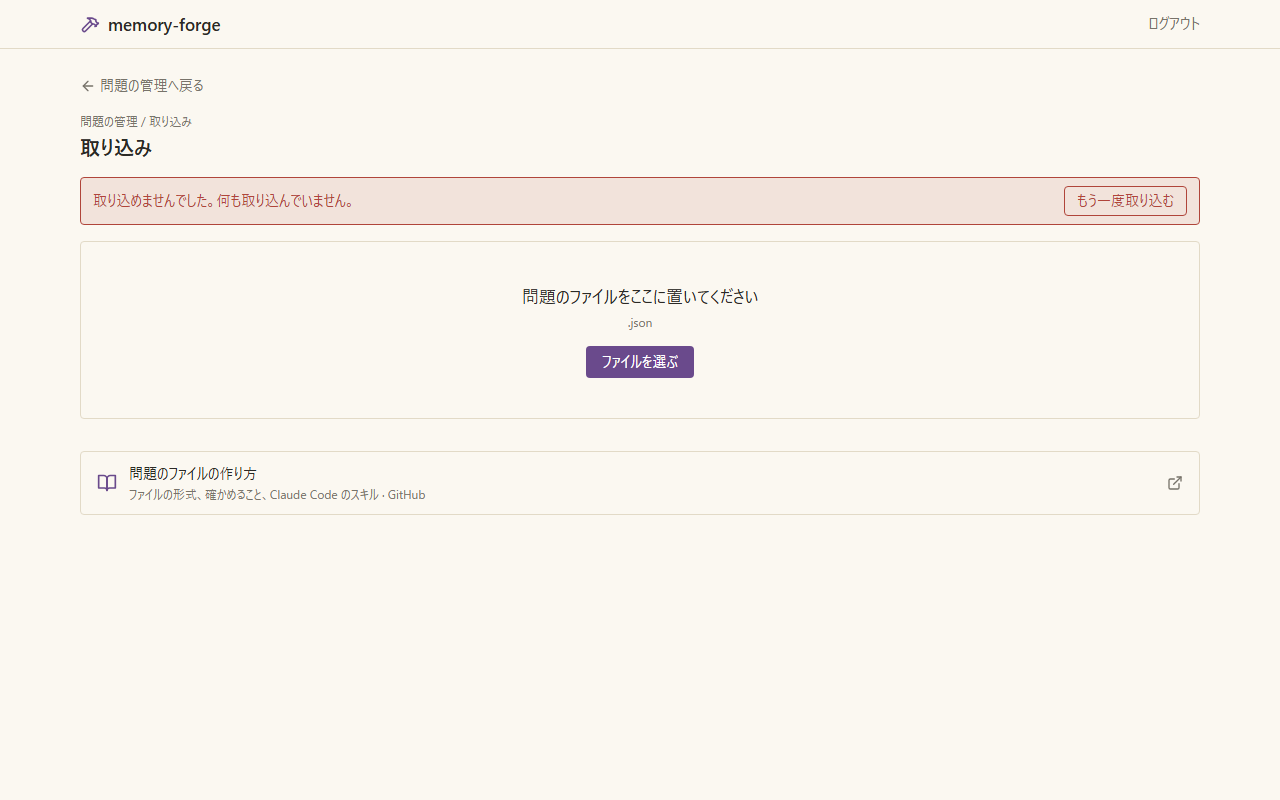 memory-forge
ログアウト
問題の管理へ戻る
問題の管理 / 取り込み
取り込み
取り込めませんでした。何も取り込んでいません。
もう一度取り込む
問題のファイルをここに置いてください
.json
ファイルを選ぶ
問題のファイルの作り方
ファイルの形式、確かめること、Claude Code のスキル · GitHub